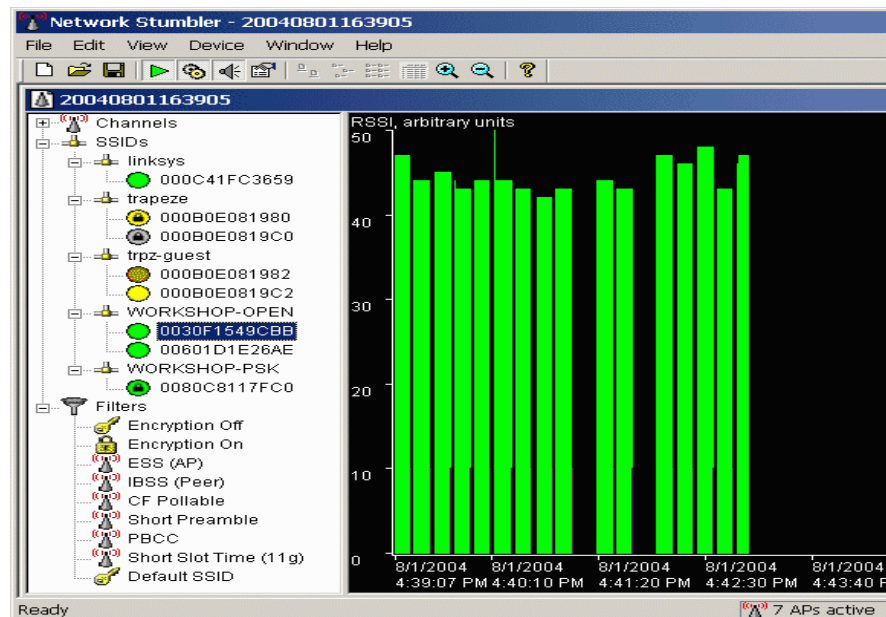 Network Stumbler - 20040801163905
File Edit View Device Window Help
20040801163905
Channels
SSIDs
linksys
000C41FC3659
trapeze
000B0E081980
000B0E0819C0
trpz-guest
000B0E081982
000B0E0819C2
WORKSHOP-OPEN
0030F1549CBB
00601D1E26AE
WORKSHOP-PSK
0080C8117FC0
Filters
Encryption Off
Encryption On
ESS (AP)
IBSS (Peer)
CF Pollable
Short Preamble
PBCC
Short Slot Time (11g)
Default SSID
RSSI, arbitrary units
50
40
30
20
10
0
8/1/2004 8/1/2004 8/1/2004 8/1/2004 8/1/2004
4:39:07 PM 4:40:10 PM 4:41:20 PM 4:42:30 PM 4:43:40 P
Ready
7 APs active